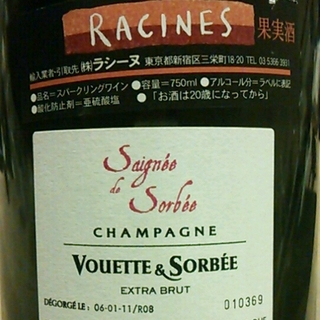 RACINES
果実酒
輸入業者・引取先 ㈱ラシーヌ 東京都新宿区三栄町18-20 TEL 03 5366 3931
●品名=スパークリングワイン ●容量=750ml ●アルコール分=ラベルに表記
●酸化防止剤=亜硫酸塩 ●「お酒は20歳になってから」
Saignée
de Sorbée
CHAMPAGNE
VOUETTE & SORBÉE
EXTRA BRUT
DÉGORGÉ LE : 06-01-11/R08
010369